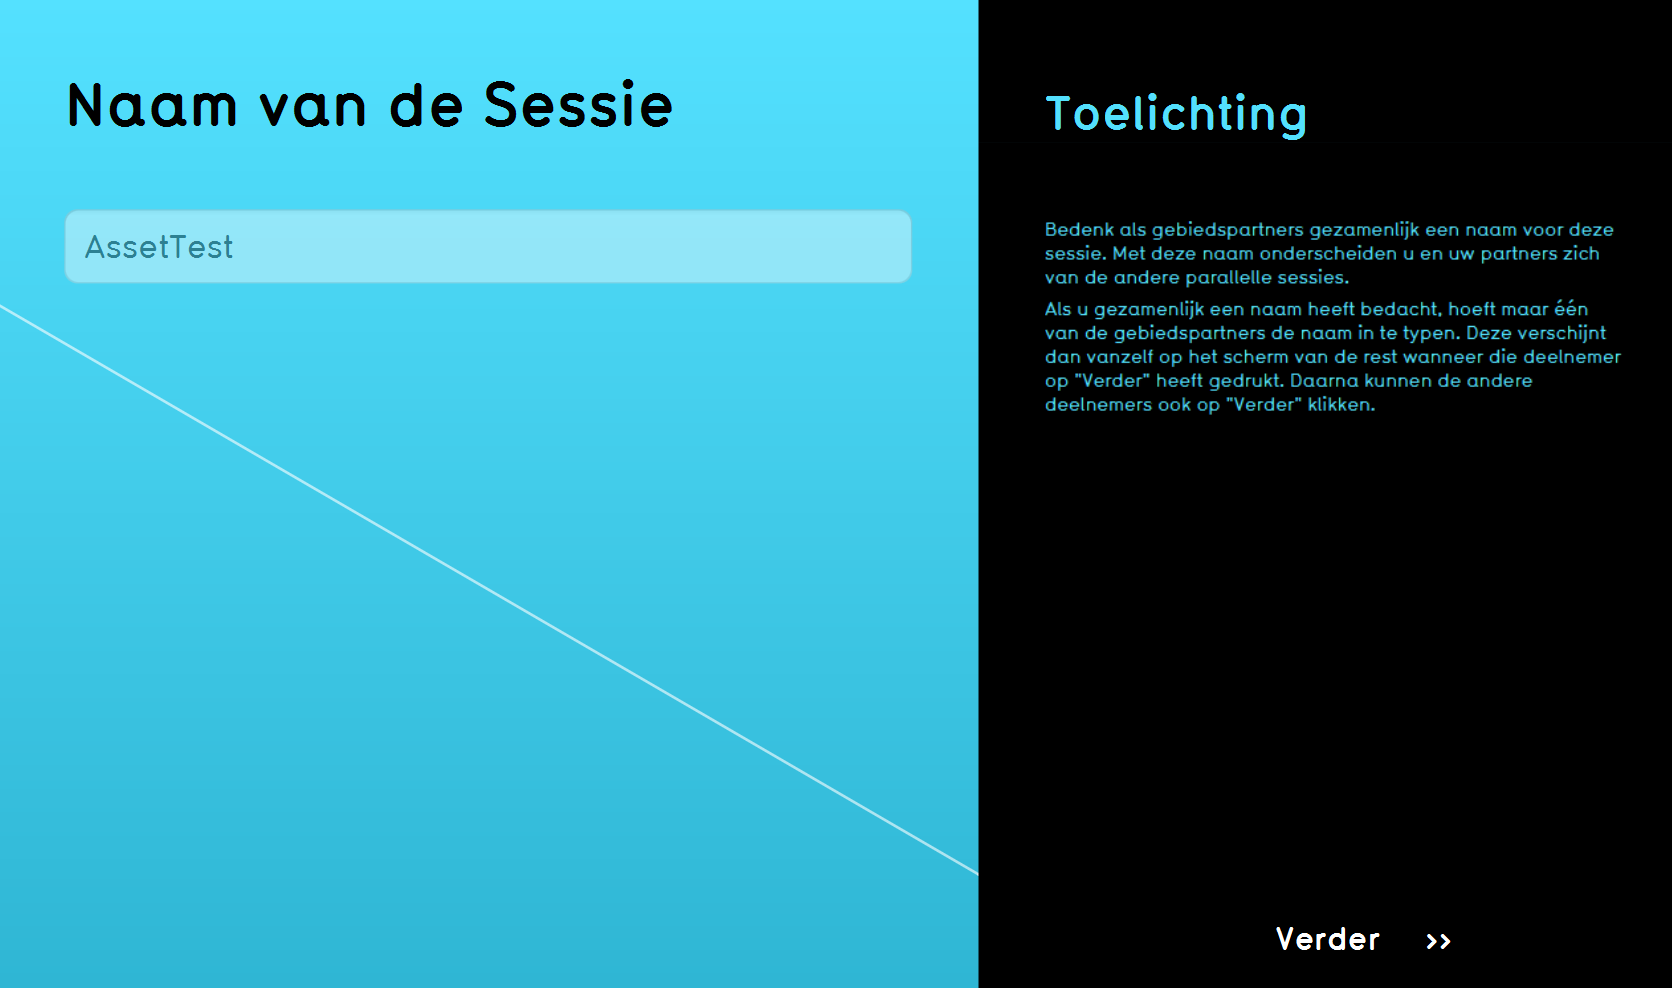 Naam van de Sessie
AssetTest
Toelichting
Bedenk als gebiedspartners gezamenlijk een naam voor deze
sessie. Met deze naam onderscheiden u en uw partners zich
van de andere parallelle sessies.
Als u gezamenlijk een naam heeft bedacht, hoeft maar één
van de gebiedspartners de naam in te typen. Deze verschijnt
dan vanzelf op het scherm van de rest wanneer die deelnemer
op "Verder" heeft gedrukt. Daarna kunnen de andere
deelnemers ook op "Verder" klikken.
Verder >>